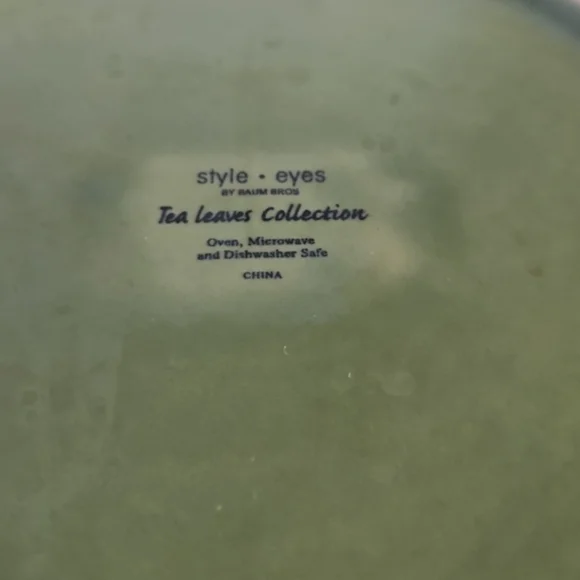 style • eyes
BY BAUM BROS
Tea leaves Collection
Oven, Microwave
and Dishwasher Safe
CHINA